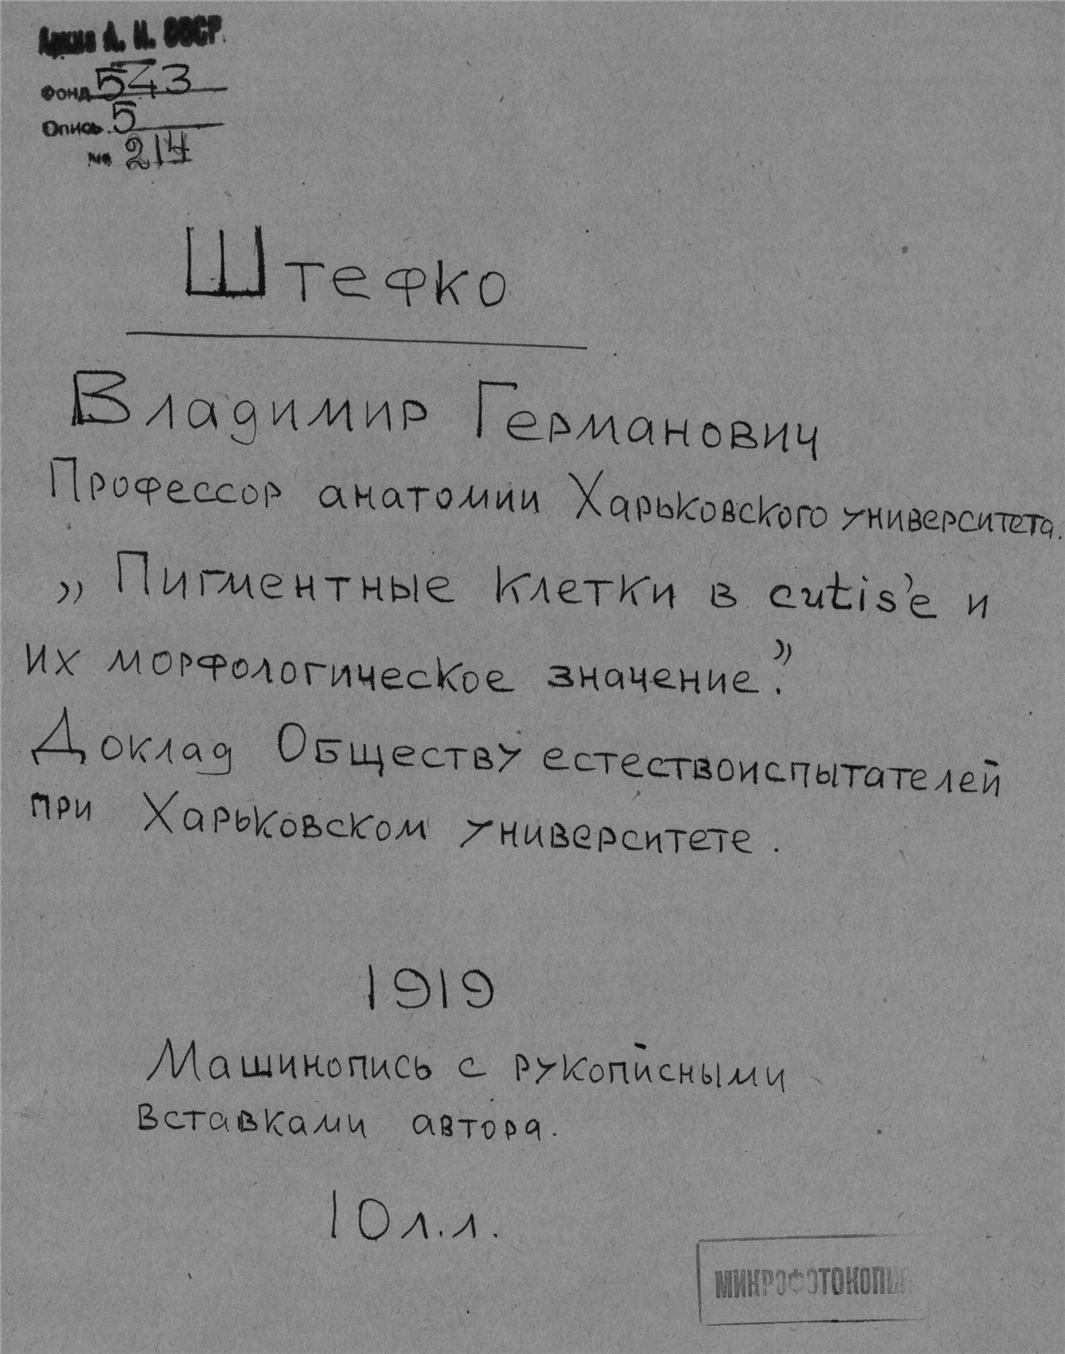 Архив А. Н. СССР.
Фонд 543
Опись 5
№ 214
Штефко
Владимир Германович
Профессор анатомии Харьковского университета.
„Пигментные клетки в cutis'е и
их морфологическое значение."
Доклад Обществу естествоиспытателей
при Харьковском университете.
1919
Машинопись с рукописными
вставками автора.
10 л.л.
МИКРОФОТОКОПИЯ